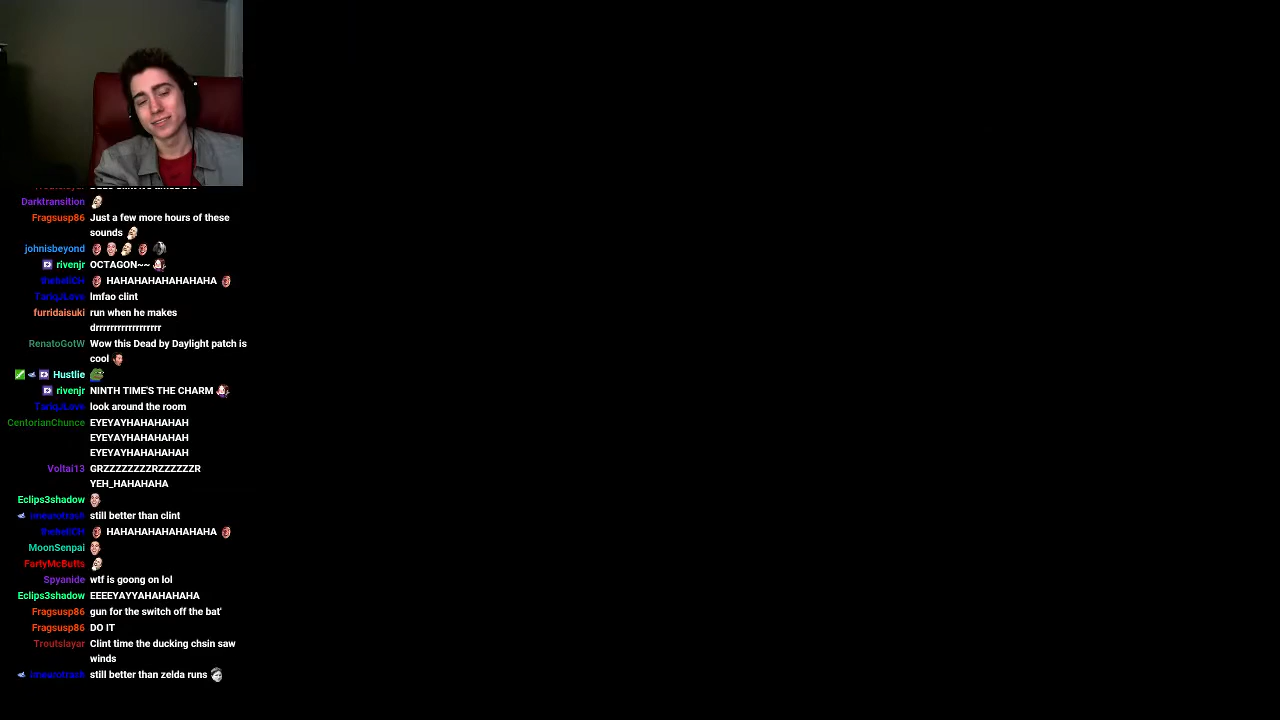 Darktransition
Fragsusp86 Just a few more hours of these
sounds
johnisbeyond
rivenjr OCTAGON~~
HAHAHAHAHAHAHAHA
TariqJLove lmfao clint
furridaisuki run when he makes
drrrrrrrrrrrrrrrrr
RenatoGotW Wow this Dead by Daylight patch is
cool
Hustlie
rivenjr NINTH TIME'S THE CHARM
TariqJLove look around the room
CentorianChunce EYEYAYHAHAHAHAH
EYEYAYHAHAHAHAH
EYEYAYHAHAHAHAH
Voltai13 GRZZZZZZZZRZZZZZZR
YEH_HAHAHAHA
Eclips3shadow
still better than clint
HAHAHAHAHAHAHAHA
MoonSenpai
FartyMcButts
Spyanide wtf is goong on lol
Eclips3shadow EEEEYAYYAHAHAHAHA
Fragsusp86 gun for the switch off the bat'
Fragsusp86 DO IT
Troutslayar Clint time the ducking chsin saw
winds
still better than zelda runs